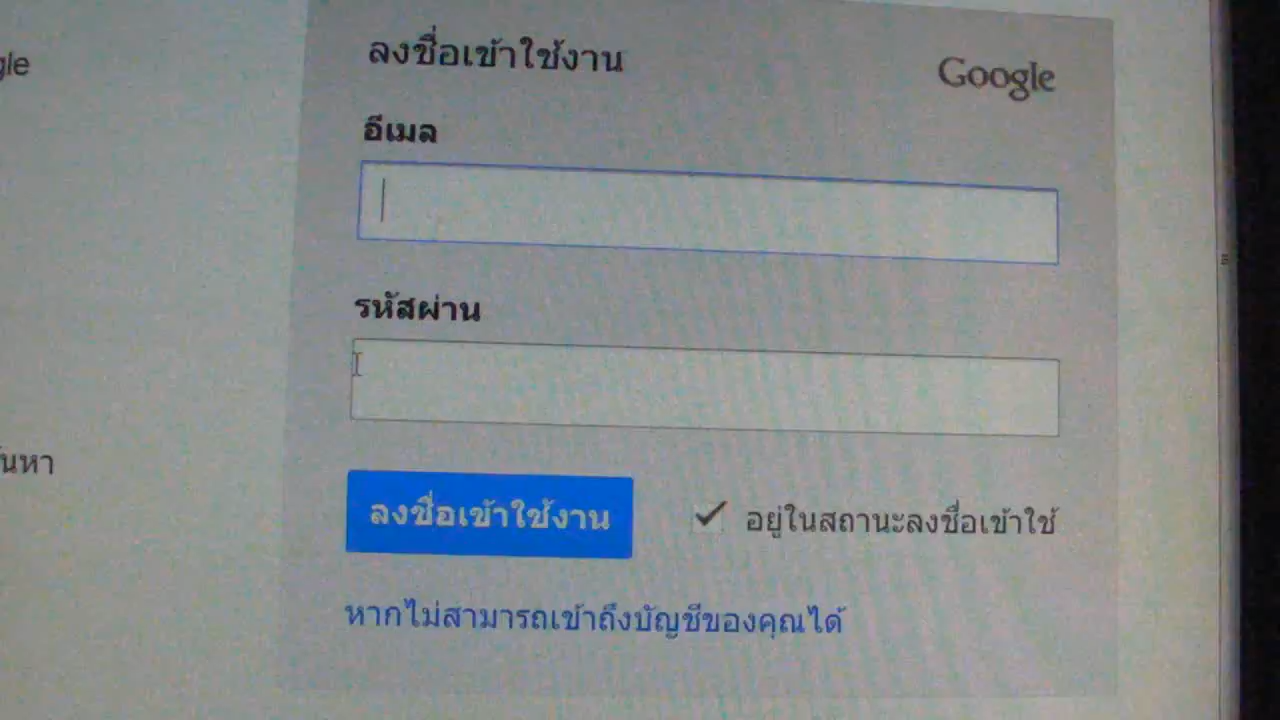 ลงชื่อเข้าใช้งาน
Google
อีเมล
รหัสผ่าน
ลงชื่อเข้าใช้งาน
อยู่ในสถานะลงชื่อเข้าใช้
หากไม่สามารถเข้าถึงบัญชีของคุณได้